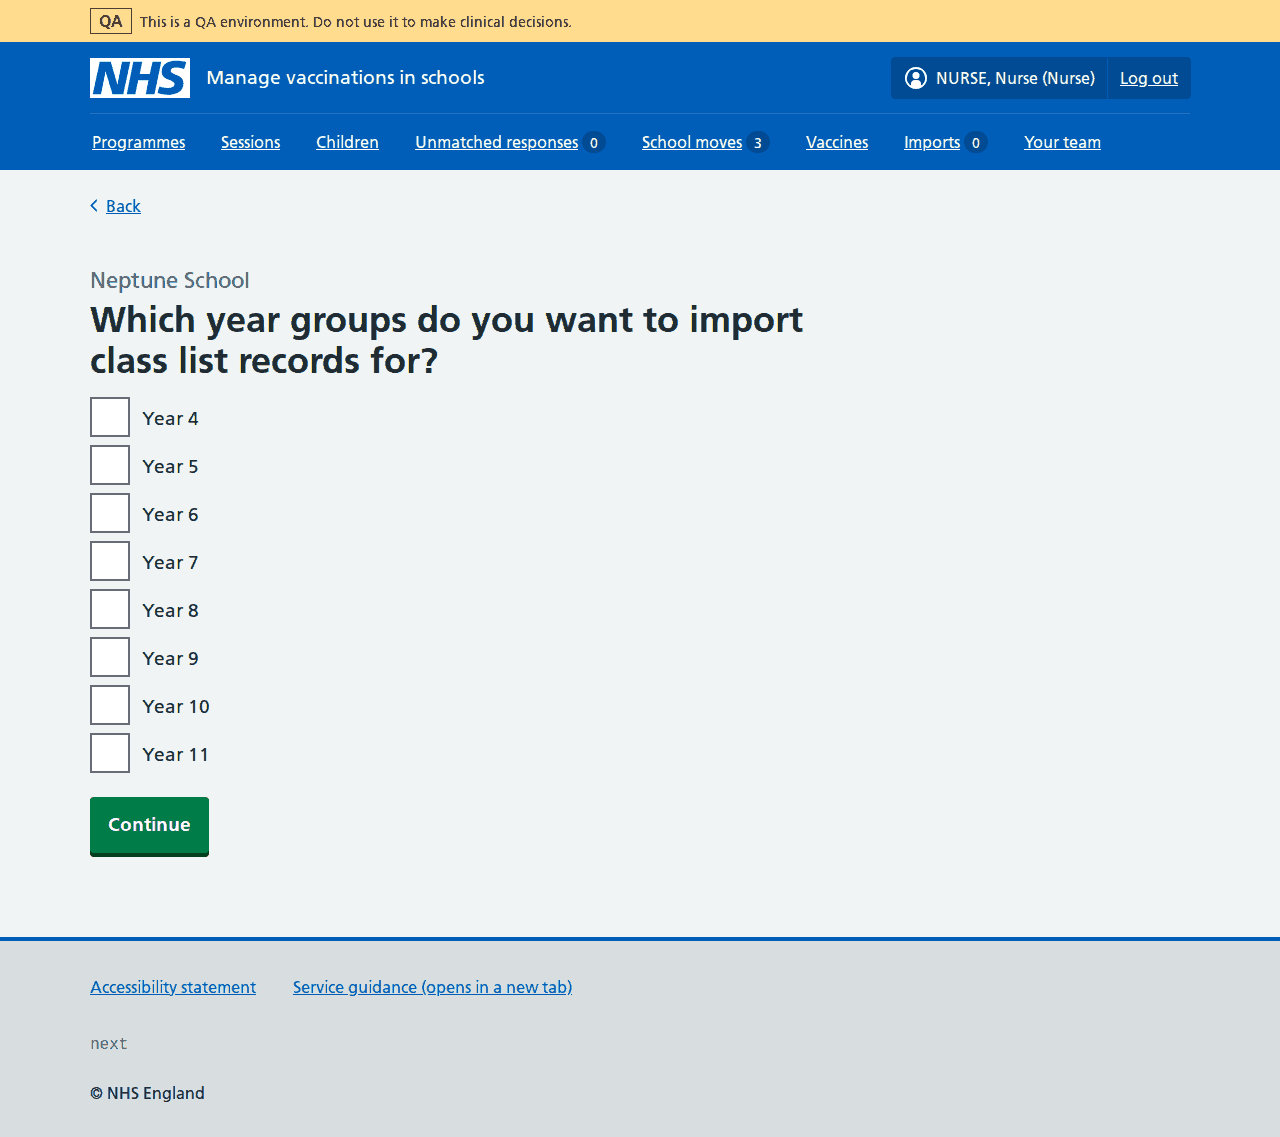 QA This is a QA environment. Do not use it to make clinical decisions.
NHS Manage vaccinations in schools NURSE, Nurse (Nurse) Log out
Programmes Sessions Children Unmatched responses 0 School moves 3 Vaccines Imports 0 Your team
Back
Neptune School
Which year groups do you want to import
class list records for?
Year 4
Year 5
Year 6
Year 7
Year 8
Year 9
Year 10
Year 11
Continue
Accessibility statement Service guidance (opens in a new tab)
next
© NHS England